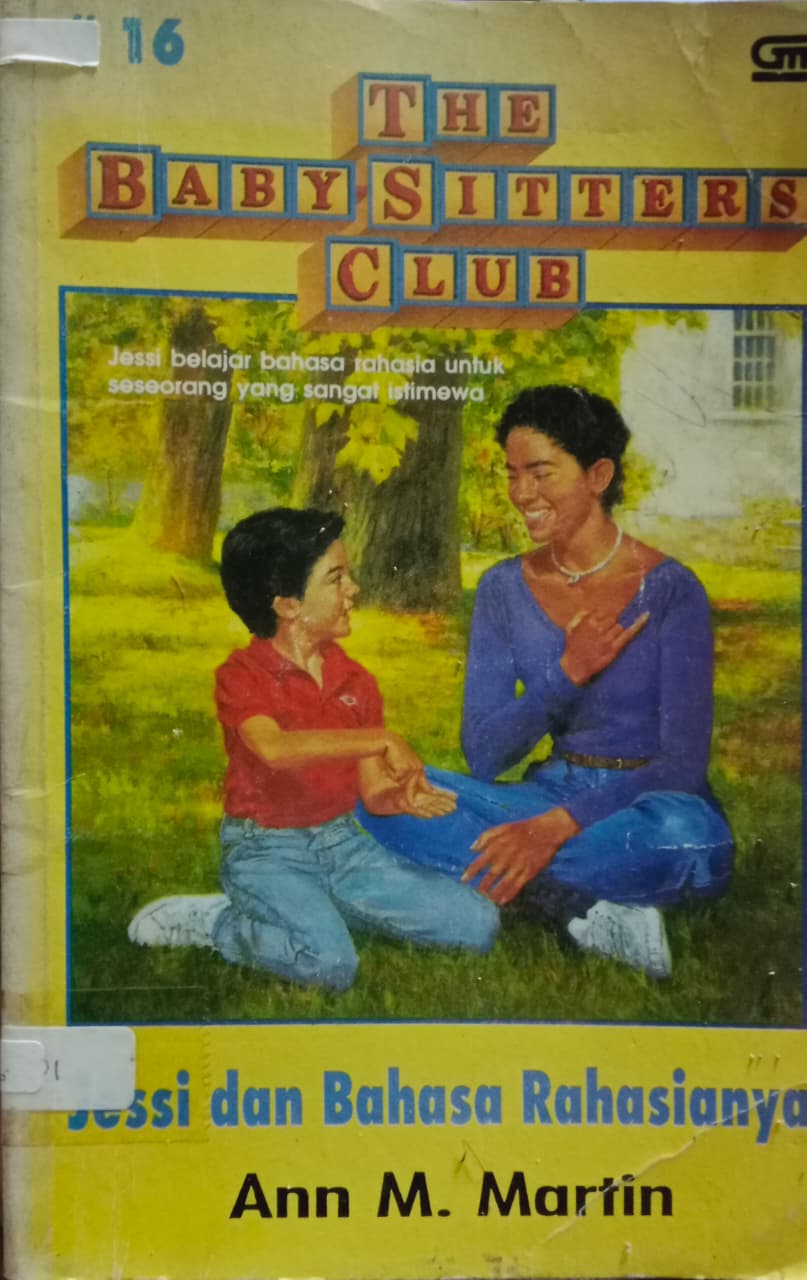 # 16
GM
THE
BABY SITTERS
CLUB
Jessi belajar bahasa rahasia untuk
seseorang yang sangat istimewa
Jessi dan Bahasa Rahasianya
Ann M. Martin